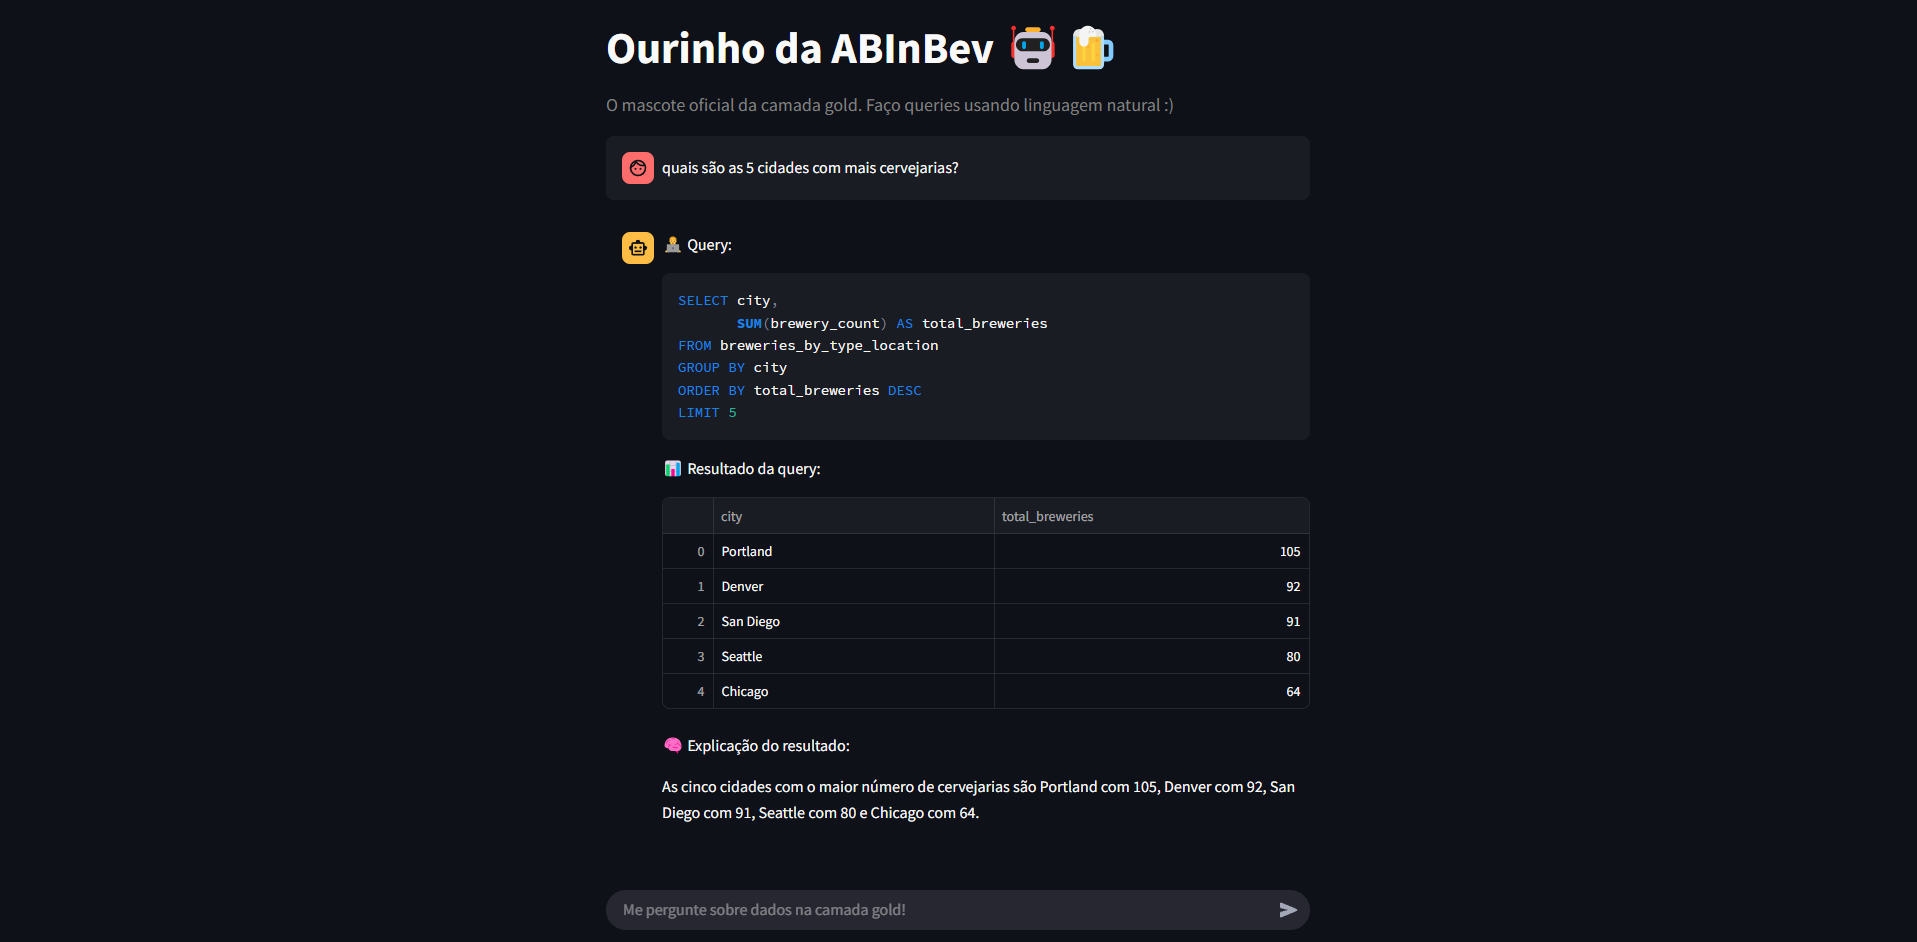 Ourinho da ABInBev 🤖 🍺
O mascote oficial da camada gold. Faço queries usando linguagem natural :)
quais são as 5 cidades com mais cervejarias?
Query:
SELECT city,
       SUM(brewery_count) AS total_breweries
FROM breweries_by_type_location
GROUP BY city
ORDER BY total_breweries DESC
LIMIT 5
Resultado da query:
city total_breweries
0 Portland 105
1 Denver 92
2 San Diego 91
3 Seattle 80
4 Chicago 64
Explicação do resultado:
As cinco cidades com o maior número de cervejarias são Portland com 105, Denver com 92, San
Diego com 91, Seattle com 80 e Chicago com 64.
Me pergunte sobre dados na camada gold!